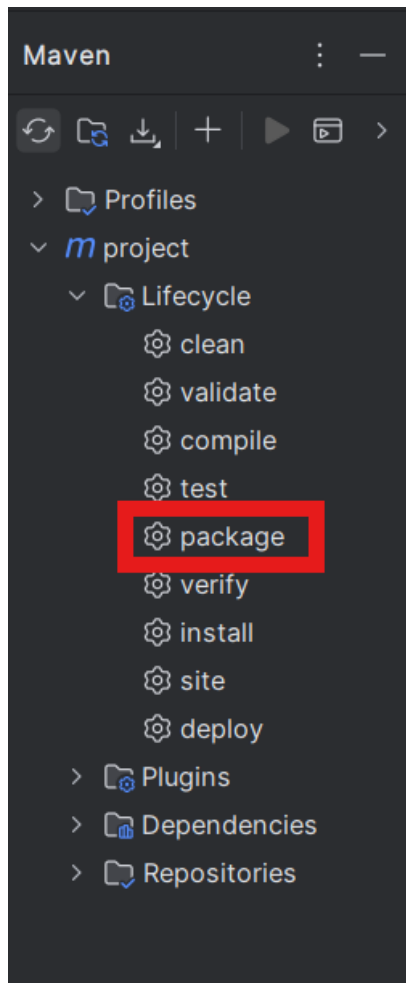 Maven
Profiles
m project
Lifecycle
clean
validate
compile
test
package
verify
install
site
deploy
Plugins
Dependencies
Repositories